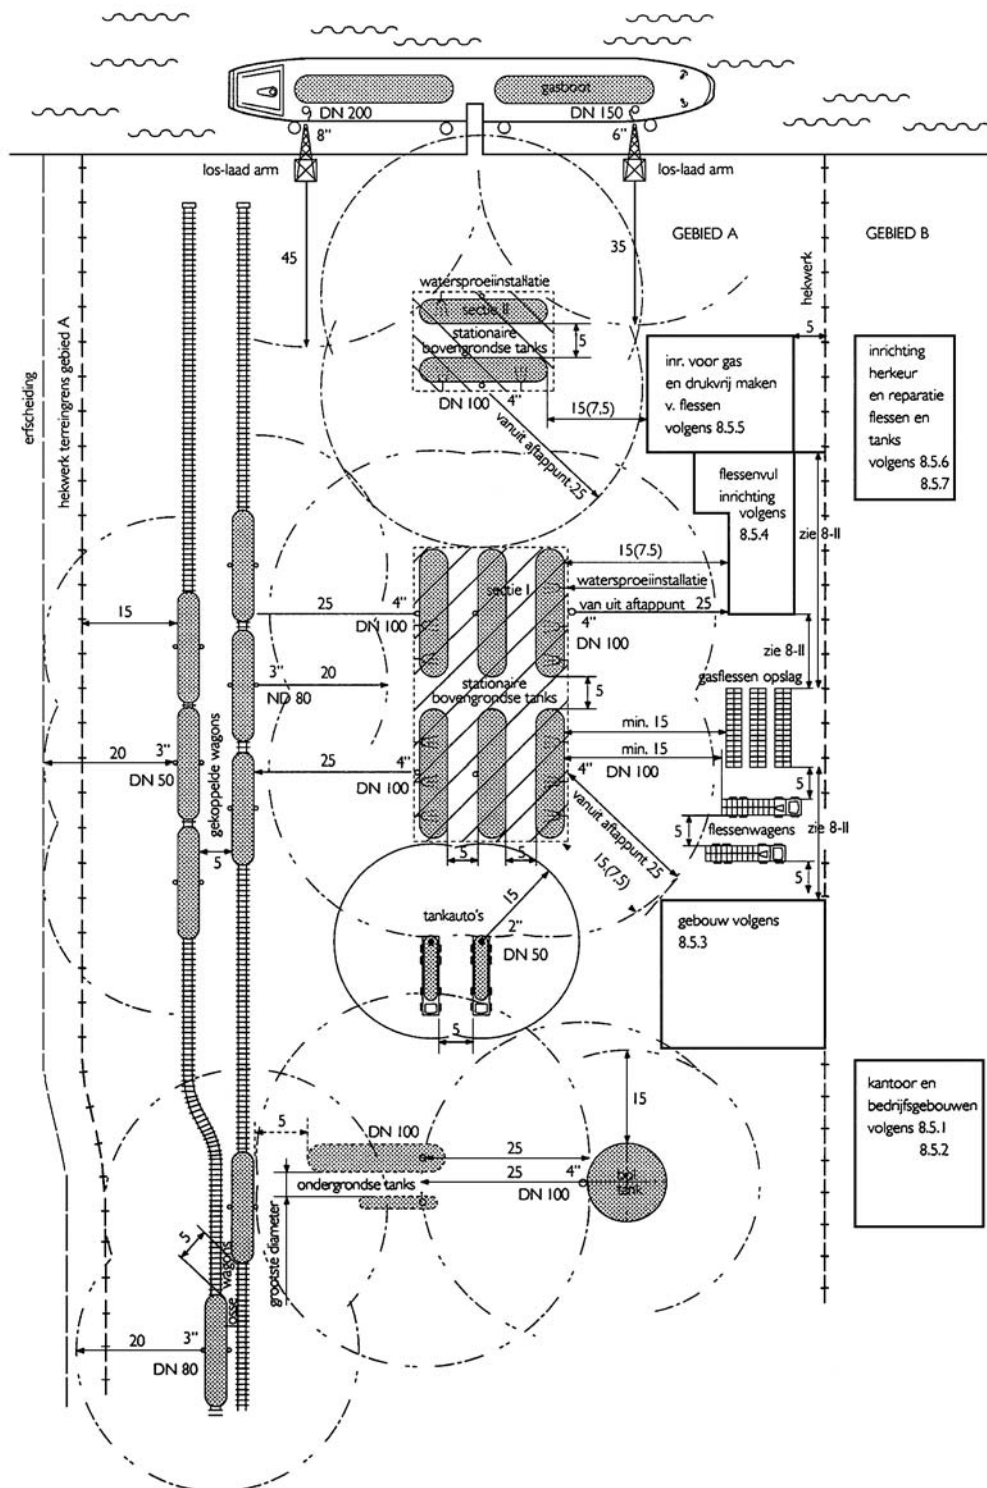 gasboot
DN 200
DN 150
8"
6"
los-laad arm
los-laad arm
45
35
GEBIED A
GEBIED B
hekwerk
erfscheiding
hekwerk terreingrens gebied A
watersproeiinstallatie
sectie II
stationaire
bovengrondse tanks
5
4"
DN 100
vanuit aftappunt 25
15(7,5)
5
inr. voor gas
en drukvrij maken
v. flessen
volgens 8.5.5
inrichting
herkeur
en reparatie
flessen en
tanks
volgens 8.5.6
8.5.7
flessenvul
inrichting
volgens
8.5.4
zie 8-II
15(7.5)
sectie I
watersproeiinstallatie
van uit aftappunt 25
15
25
4"
DN 100
4"
DN 100
zie 8-II
gasflessen opslag
3"
20
ND 80
stationaire
bovengrondse tanks
5
min. 15
min. 15
20
3"
DN 50
gekoppelde wagons
25
4"
DN 100
4"
DN 100
5
5
flessenwagens
zie 8-II
5
vanuit aftappunt 25
15,(7,5)
5
5
5
15
tankauto's
2"
DN 50
5
gebouw volgens
8.5.3
kantoor en
bedrijfsgebouwen
volgens 8.5.1
8.5.2
15
5
DN 100
25
25
4"
DN 100
ondergrondse tanks
bol
tank
grootste diameter
5
losse
wagons
20
3"
DN 80